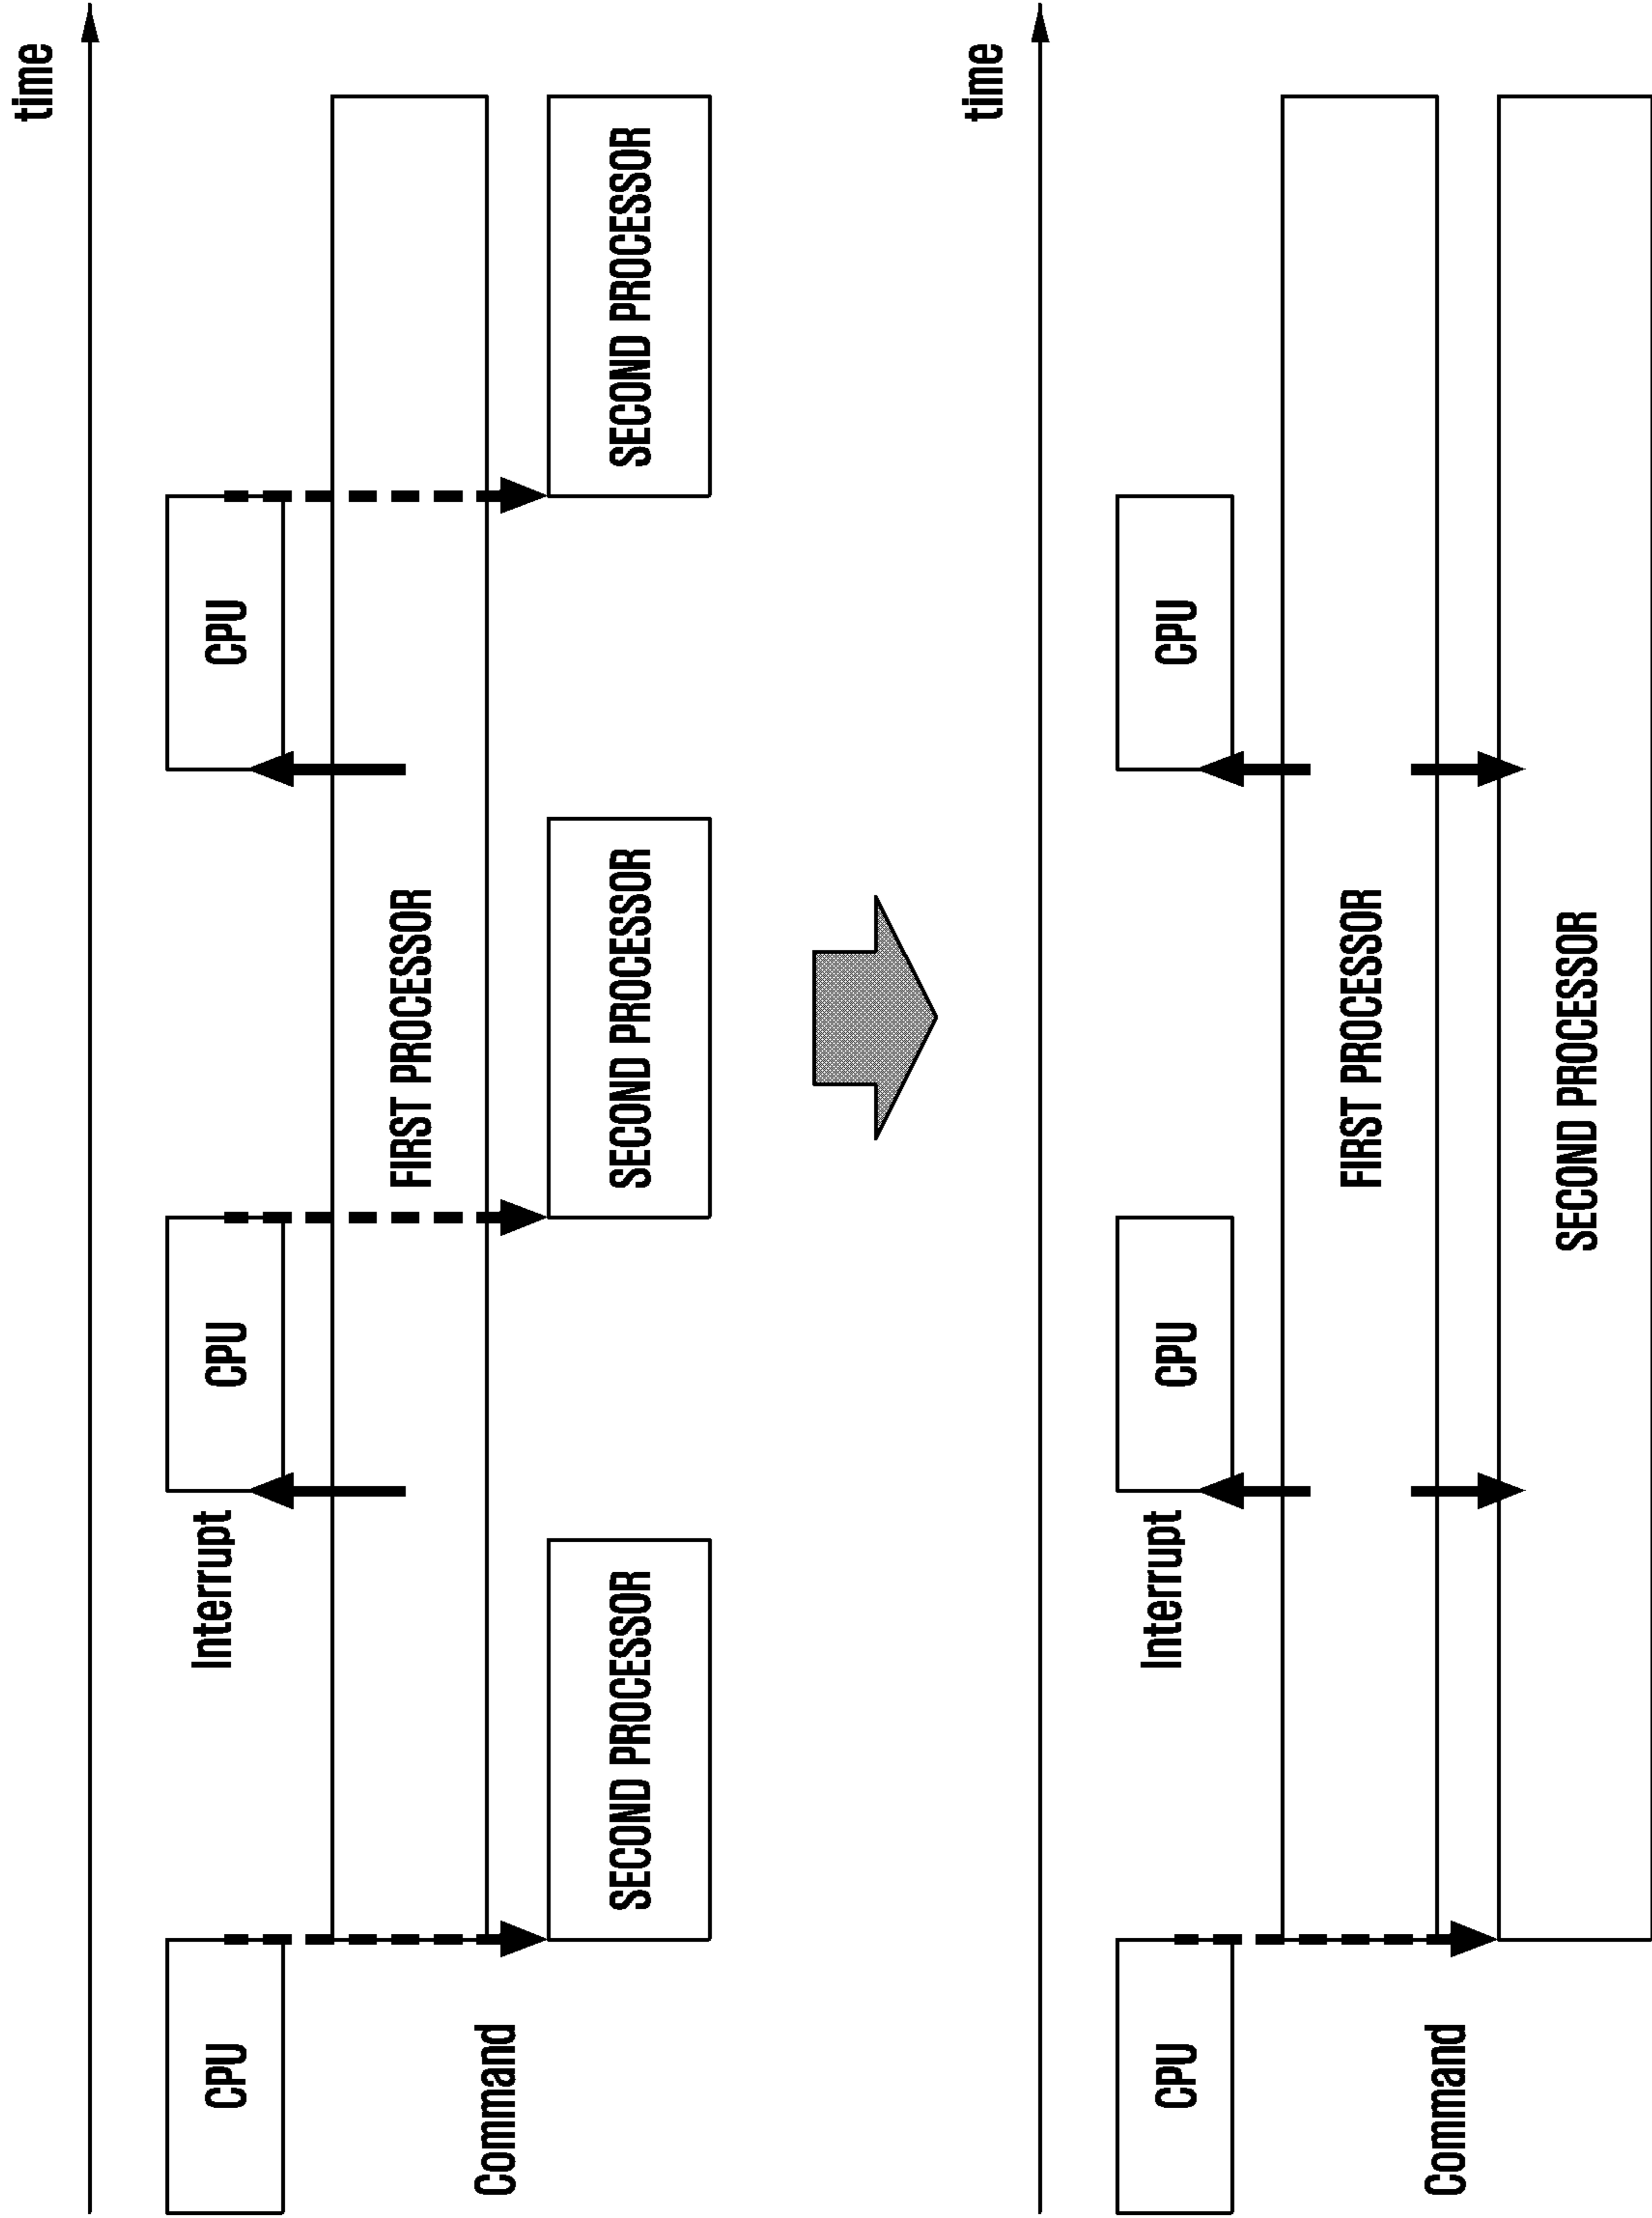 time
CPU
Interrupt
CPU
CPU
FIRST PROCESSOR
Command
SECOND PROCESSOR
SECOND PROCESSOR
SECOND PROCESSOR
time
CPU
Interrupt
CPU
CPU
FIRST PROCESSOR
Command
SECOND PROCESSOR